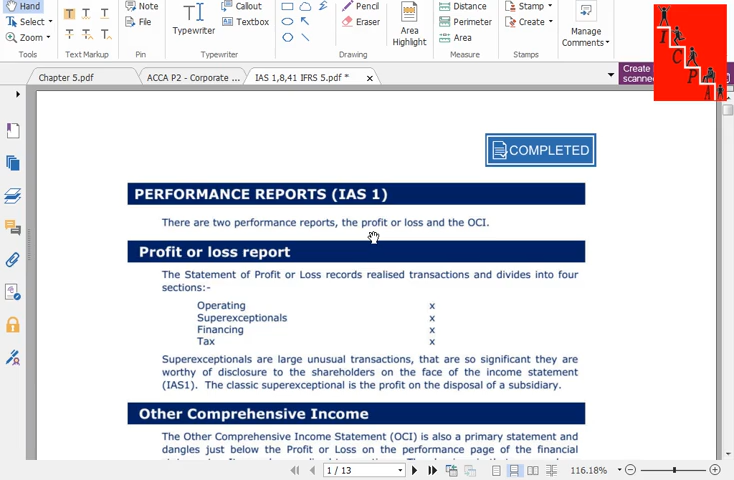 Hand
Select
Zoom
Tools
Text Markup
Note
File
Typewriter
Callout
Textbox
Typewriter
Pencil
Eraser
Drawing
Area
Highlight
Distance
Perimeter
Area
Measure
Stamp
Create
Stamps
Manage
Comments
Comments
I
C
P
A
Chapter 5.pdf
ACCA P2 - Corporate ...
IAS 1,8,41 IFRS 5.pdf *
Create
scanned
COMPLETED
PERFORMANCE REPORTS (IAS 1)
There are two performance reports, the profit or loss and the OCI.
Profit or loss report
The Statement of Profit or Loss records realised transactions and divides into four
sections:-
Operating x
Superexceptionals x
Financing x
Tax x
Superexceptionals are large unusual transactions, that are so significant they are
worthy of disclosure to the shareholders on the face of the income statement
(IAS1). The classic superexceptional is the profit on the disposal of a subsidiary.
Other Comprehensive Income
The Other Comprehensive Income Statement (OCI) is also a primary statement and
dangles just below the Profit or Loss on the performance page of the financial
1 / 13
116.18%